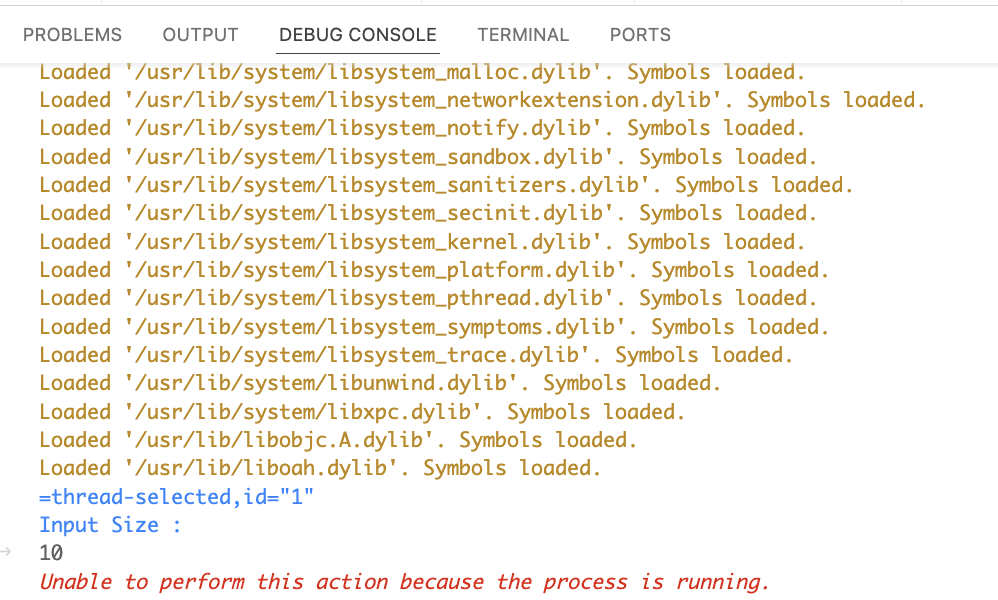 PROBLEMS OUTPUT DEBUG CONSOLE TERMINAL PORTS
Loaded '/usr/lib/system/libsystem_malloc.dylib'. Symbols loaded.
Loaded '/usr/lib/system/libsystem_networkextension.dylib'. Symbols loaded.
Loaded '/usr/lib/system/libsystem_notify.dylib'. Symbols loaded.
Loaded '/usr/lib/system/libsystem_sandbox.dylib'. Symbols loaded.
Loaded '/usr/lib/system/libsystem_sanitizers.dylib'. Symbols loaded.
Loaded '/usr/lib/system/libsystem_secinit.dylib'. Symbols loaded.
Loaded '/usr/lib/system/libsystem_kernel.dylib'. Symbols loaded.
Loaded '/usr/lib/system/libsystem_platform.dylib'. Symbols loaded.
Loaded '/usr/lib/system/libsystem_pthread.dylib'. Symbols loaded.
Loaded '/usr/lib/system/libsystem_symptoms.dylib'. Symbols loaded.
Loaded '/usr/lib/system/libsystem_trace.dylib'. Symbols loaded.
Loaded '/usr/lib/system/libunwind.dylib'. Symbols loaded.
Loaded '/usr/lib/system/libxpc.dylib'. Symbols loaded.
Loaded '/usr/lib/libobjc.A.dylib'. Symbols loaded.
Loaded '/usr/lib/liboah.dylib'. Symbols loaded.
=thread-selected,id="1"
Input Size :
→ 10
Unable to perform this action because the process is running.